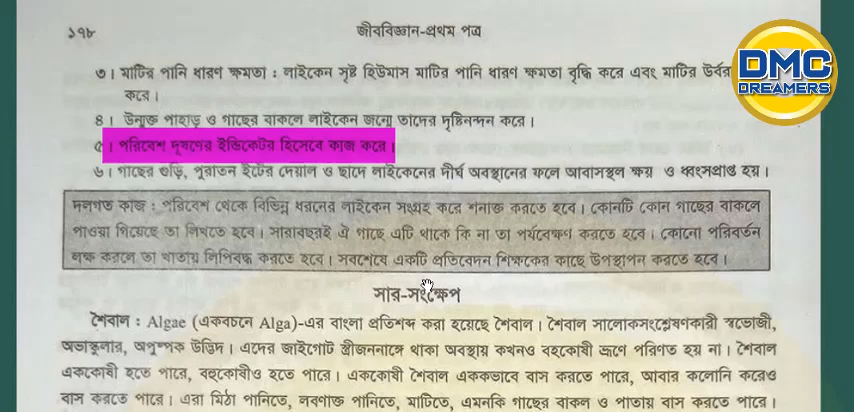 ১৭৮
জীববিজ্ঞান-প্রথম পত্র
DMC
DREAMERS
৩। মাটির পানি ধারণ ক্ষমতা : লাইকেন সৃষ্ট হিউমাস মাটির পানি ধারণ ক্ষমতা বৃদ্ধি করে এবং মাটির উর্বর
করে।
৪। উন্মুক্ত পাহাড় ও গাছের বাকলে লাইকেন জন্মে তাদের দৃষ্টিনন্দন করে।
৫। পরিবেশ দূষণের ইন্ডিকেটর হিসেবে কাজ করে।
৬। গাছের গুড়ি, পুরাতন ইটের দেয়াল ও ছাদে লাইকেনের দীর্ঘ অবস্থানের ফলে আবাসস্থল ক্ষয় ও ধ্বংসপ্রাপ্ত হয়।
দলগত কাজ : পরিবেশ থেকে বিভিন্ন ধরনের লাইকেন সংগ্রহ করে শনাক্ত করতে হবে। কোনটি কোন গাছের বাকলে
পাওয়া গিয়েছে তা লিখতে হবে। সারাবছরই ঐ গাছে এটি থাকে কি না তা পর্যবেক্ষণ করতে হবে। কোনো পরিবর্তন
লক্ষ করলে তা খাতায় লিপিবদ্ধ করতে হবে। সবশেষে একটি প্রতিবেদন শিক্ষকের কাছে উপস্থাপন করতে হবে।
সার-সংক্ষেপ
শৈবাল : Algae (একবচনে Alga)-এর বাংলা প্রতিশব্দ করা হয়েছে শৈবাল। শৈবাল সালোকসংশ্লেষণকারী স্বভোজী,
অভাস্কুলার, অপুষ্পক উদ্ভিদ। এদের জাইগোট স্ত্রীজননাঙ্গে থাকা অবস্থায় কখনও বহুকোষী ভ্রূণে পরিণত হয় না। শৈবাল
এককোষী হতে পারে, বহুকোষীও হতে পারে। এককোষী শৈবাল এককভাবে বাস করতে পারে, আবার কলোনি করেও
বাস করতে পারে। এরা মিঠা পানিতে, লবণাক্ত পানিতে, মাটিতে, এমনকি গাছের বাকল ও পাতায় বাস করতে পারে।